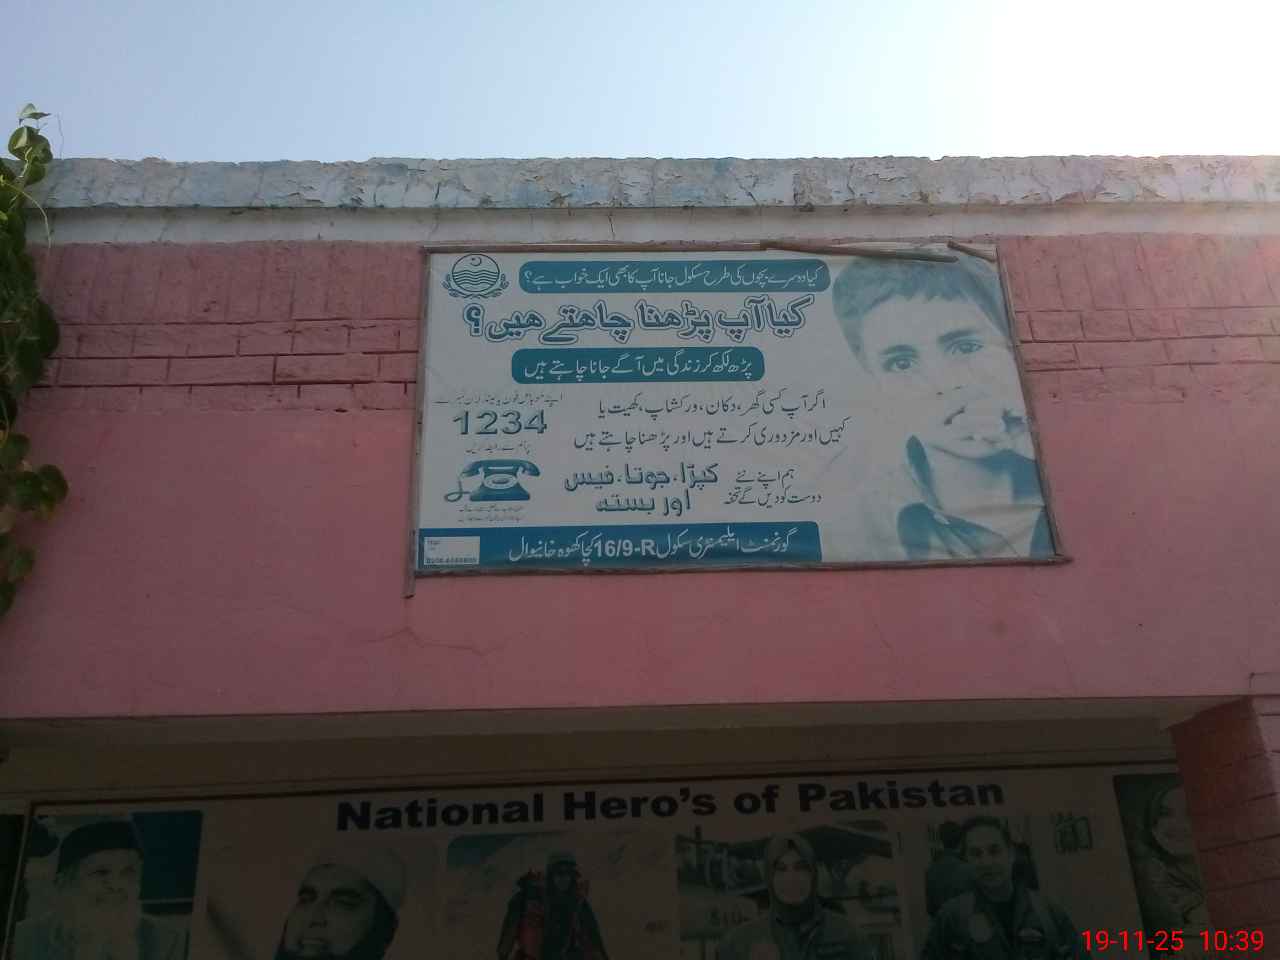 کیا دوسرے بچوں کی طرح سکول جانا آپ کا بھی ایک خواب ہے؟
کیا آپ پڑھنا چاہتے ھیں؟
پڑھ لکھ کر زندگی میں آگے جانا چاہتے ہیں
اگر آپ کسی گھر، دکان، ورکشاپ، کھیت یا
کہیں اور مزدوری کرتے ہیں اور پڑھنا چاہتے ہیں
1234
ہم اپنے نئے
دوست کو دیں گے تحفہ
کپڑا، جوتا، فیس
اور بستہ
گورنمنٹ ایلیمنٹری سکول 16/9-R کچا کھوہ خانیوال
National Hero's of Pakistan
19-11-25 10:39